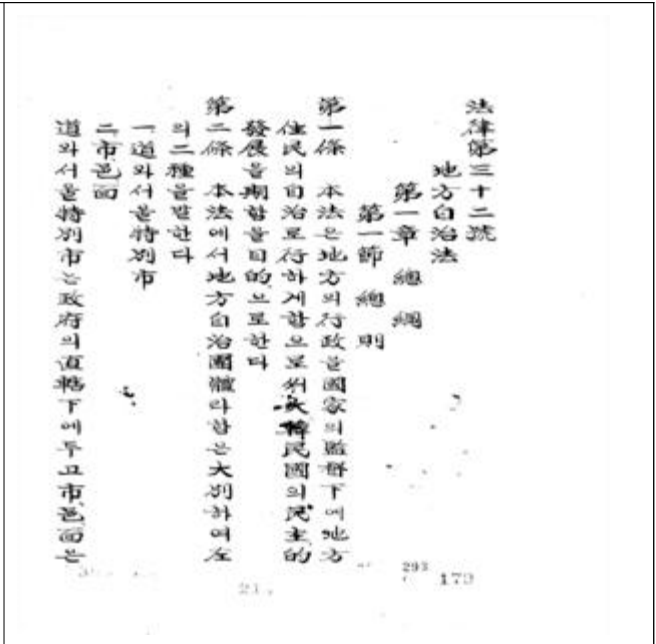 法律第三十二號
地方自治法
第一章 總綱
第一節 總則
第一條 本法은地方의行政을國家의監督下에地方
住民의自治로行하게함으로써大韓民國의民主的
發展을期함을目的으로한다
第二條 本法에서地方自治團體라함은大別하여左
의二種을말한다
一 道와서울特別市
二 市邑面
道와서울特別市는政府의直轄下에두고市、邑面은
293
179